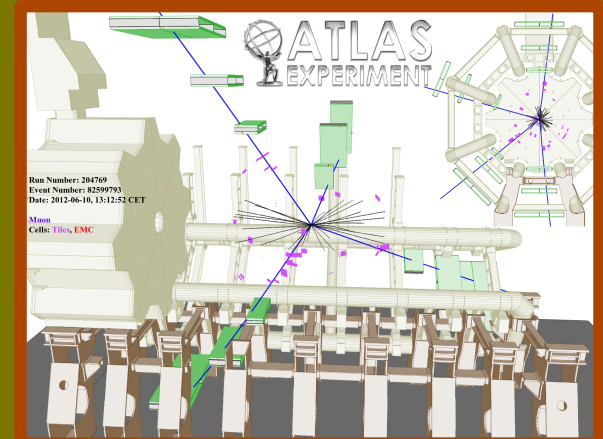 ATLAS
EXPERIMENT
Run Number: 204769
Event Number: 82599793
Date: 2012-06-10, 13:12:52 CET
Muon
Cells: Tiles, EMC